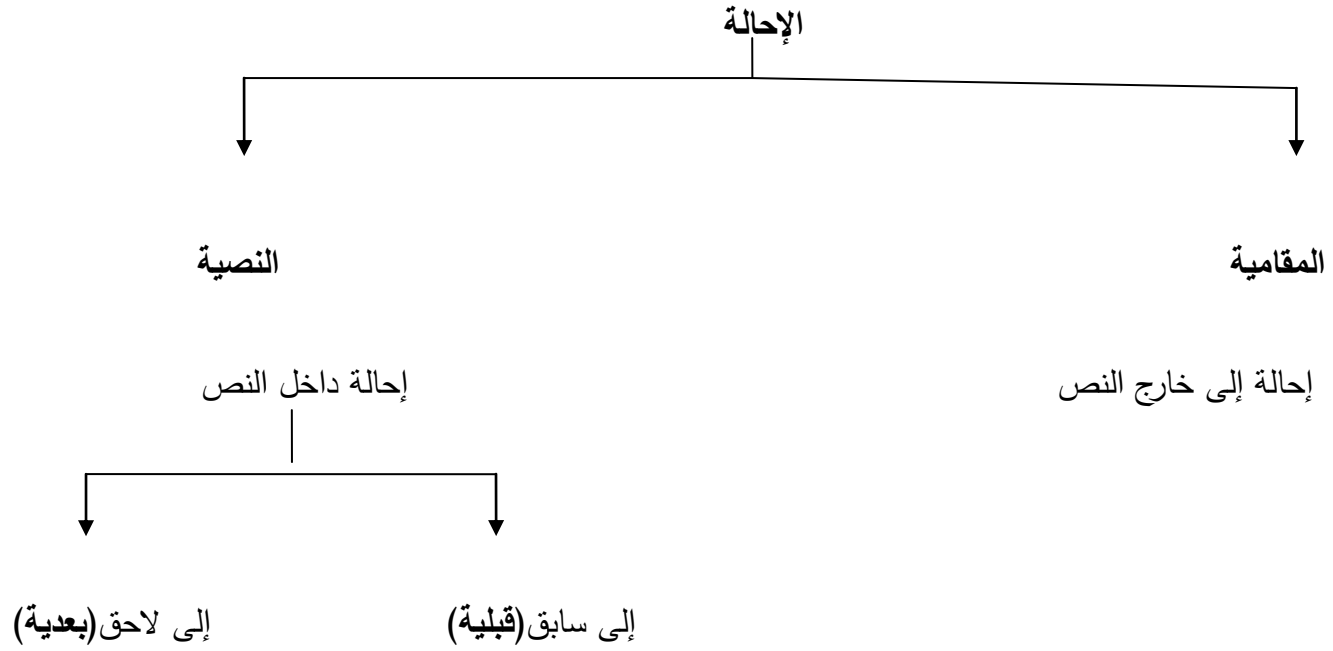 الإحالة
المقامية
النصية
إحالة إلى خارج النص
إحالة داخل النص
إلى سابق(قبلية)
إلى لاحق(بعدية)